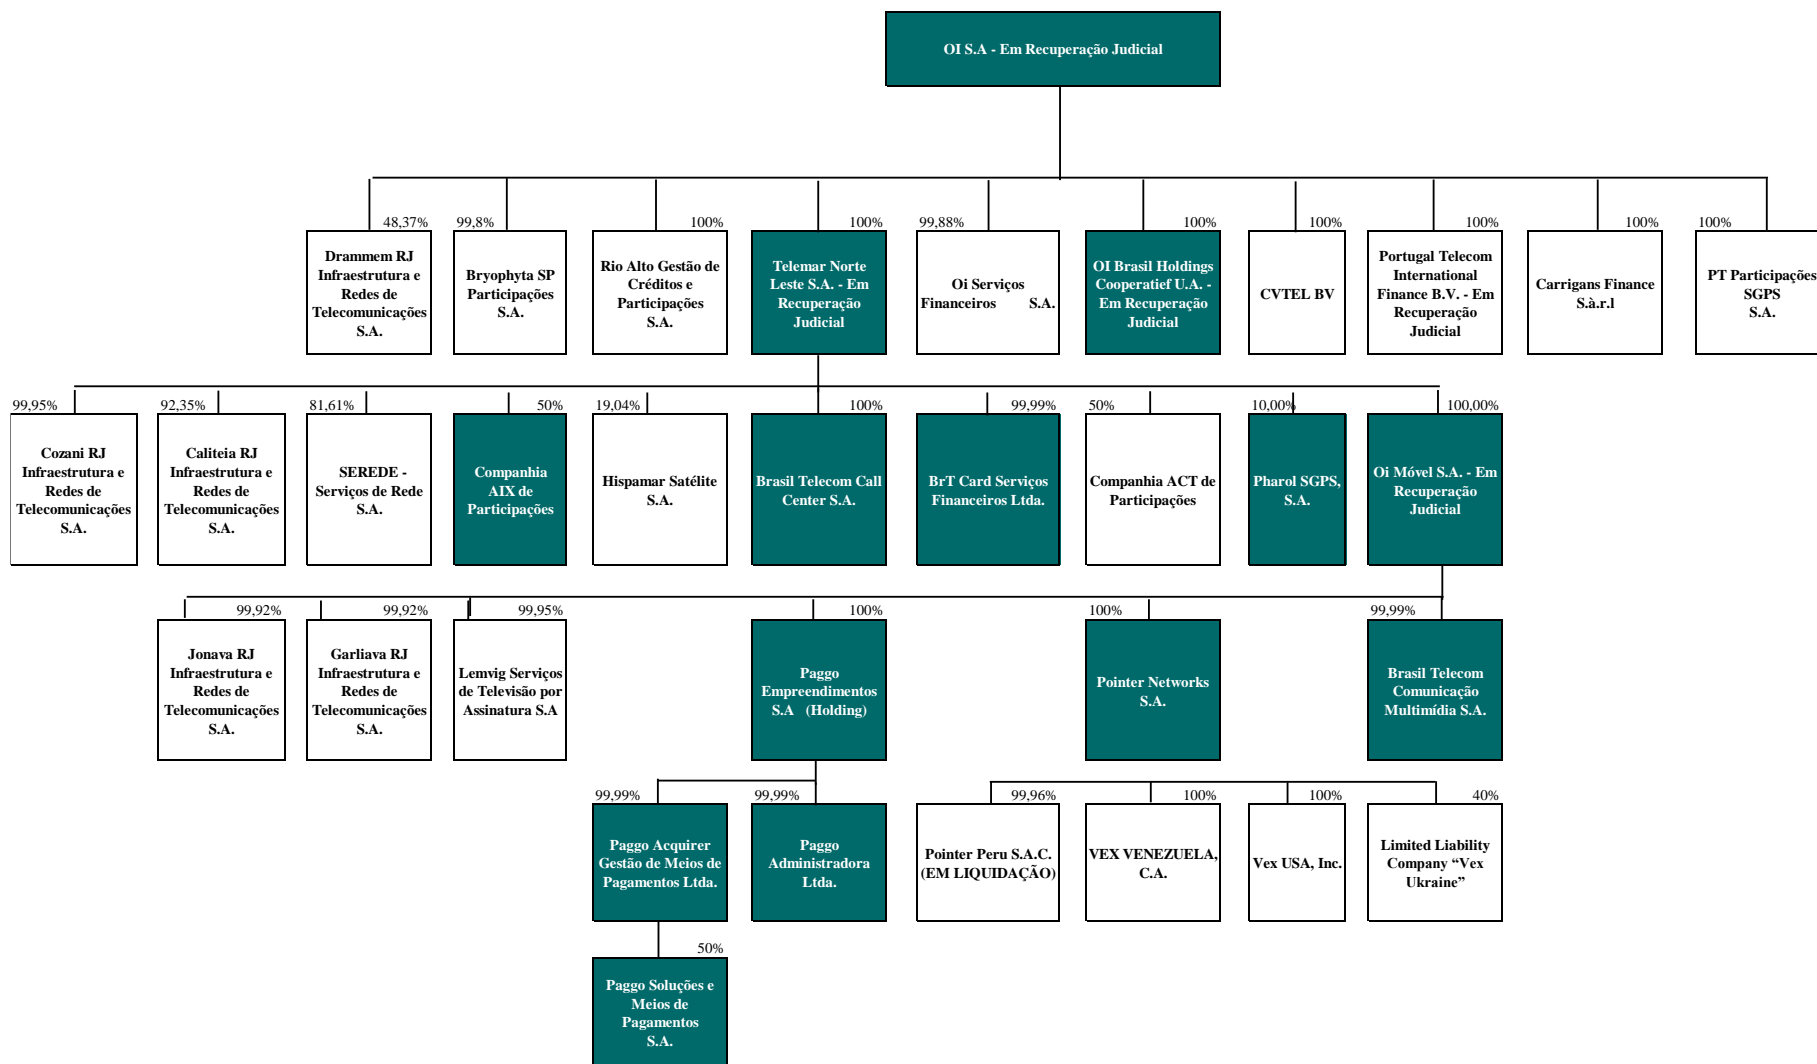 OI S.A - Em Recuperação Judicial
48,37%
99,8%
100%
100%
99,88%
100%
100%
100%
100%
100%
Drammem RJ
Infraestrutura e
Redes de
Telecomunicações
S.A.
Bryophyta SP
Participações
S.A.
Rio Alto Gestão de
Créditos e
Participações
S.A.
Telemar Norte
Leste S.A. - Em
Recuperação
Judicial
Oi Serviços
Financeiros S.A.
OI Brasil Holdings
Cooperatief U.A. -
Em Recuperação
Judicial
CVTEL BV
Portugal Telecom
International
Finance B.V. - Em
Recuperação
Judicial
Carrigans Finance
S.à.r.l
PT Participações
SGPS
S.A.
99,95%
92,35%
81,61%
50%
19,04%
100%
99,99%
50%
10,00%
100,00%
Cozani RJ
Infraestrutura e
Redes de
Telecomunicações
S.A.
Caliteia RJ
Infraestrutura e
Redes de
Telecomunicações
S.A.
SEREDE -
Serviços de Rede
S.A.
Companhia
AIX de
Participações
Hispamar Satélite
S.A.
Brasil Telecom Call
Center S.A.
BrT Card Serviços
Financeiros Ltda.
Companhia ACT de
Participações
Pharol SGPS,
S.A.
Oi Móvel S.A. - Em
Recuperação
Judicial
99,92%
99,92%
99,95%
100%
100%
99,99%
Jonava RJ
Infraestrutura e
Redes de
Telecomunicações
S.A.
Garliava RJ
Infraestrutura e
Redes de
Telecomunicações
S.A.
Lemvig Serviços
de Televisão por
Assinatura S.A
Paggo
Empreendimentos
S.A (Holding)
Pointer Networks
S.A.
Brasil Telecom
Comunicação
Multimídia S.A.
99,99%
99,99%
99,96%
100%
100%
40%
Paggo Acquirer
Gestão de Meios de
Pagamentos Ltda.
Paggo
Administradora
Ltda.
Pointer Peru S.A.C.
(EM LIQUIDAÇÃO)
VEX VENEZUELA,
C.A.
Vex USA, Inc.
Limited Liability
Company “Vex
Ukraine”
50%
Paggo Soluções e
Meios de
Pagamentos
S.A.